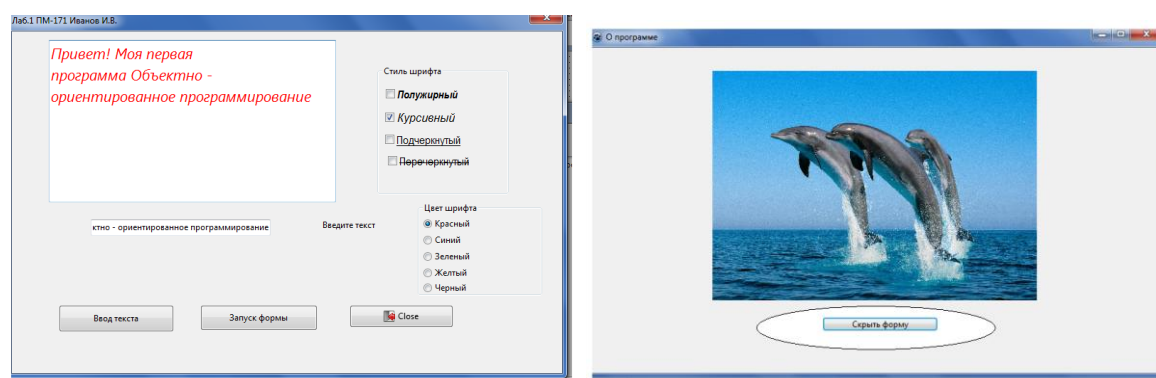 Лаб.1 ПМ-171 Иванов И.В.
Привет! Моя первая
программа Объектно -
ориентированное программирование
Стиль шрифта
Полужирный
Курсивный
Подчеркнутый
Перечеркнутый
ктно - ориентированное программирование
Введите текст
Цвет шрифта
Красный
Синий
Зеленый
Желтый
Черный
Ввод текста
Запуск формы
Close
О программе
Скрыть форму